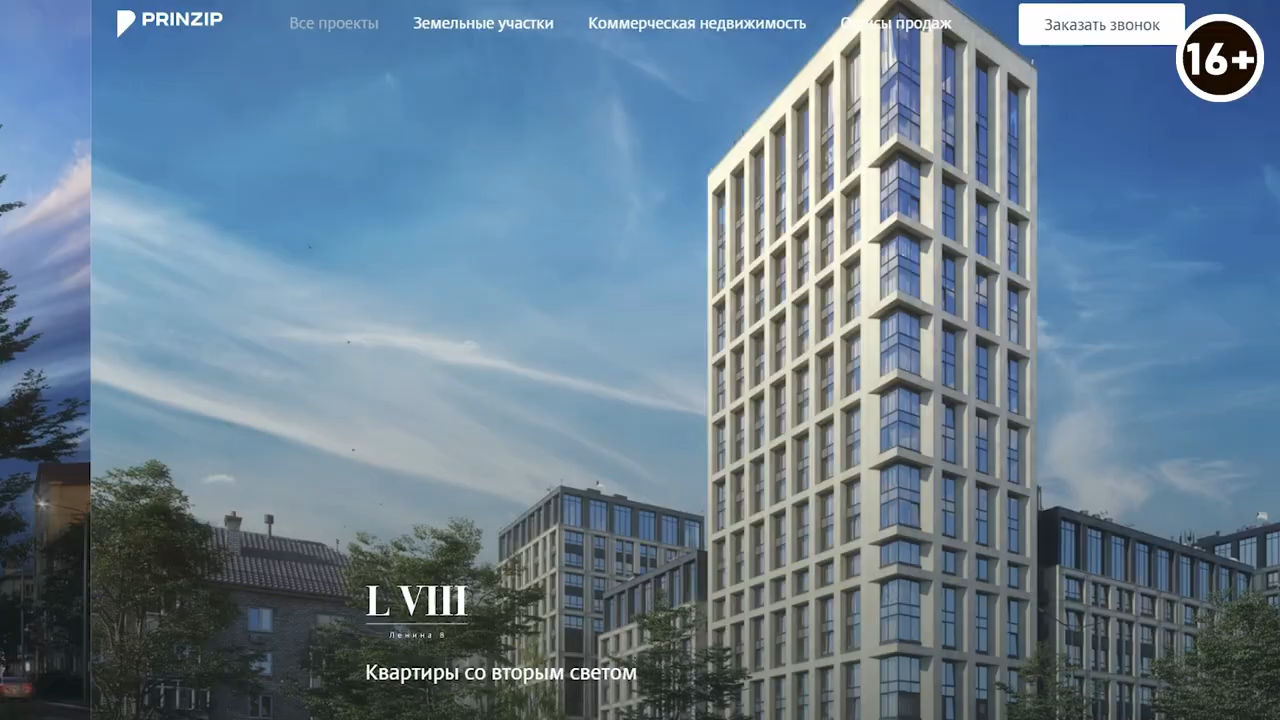 PRINZIP
Все проекты Земельные участки Коммерческая недвижимость Офисы продаж Заказать звонок
16+
L VIII
Ленина 8
Квартиры со вторым светом